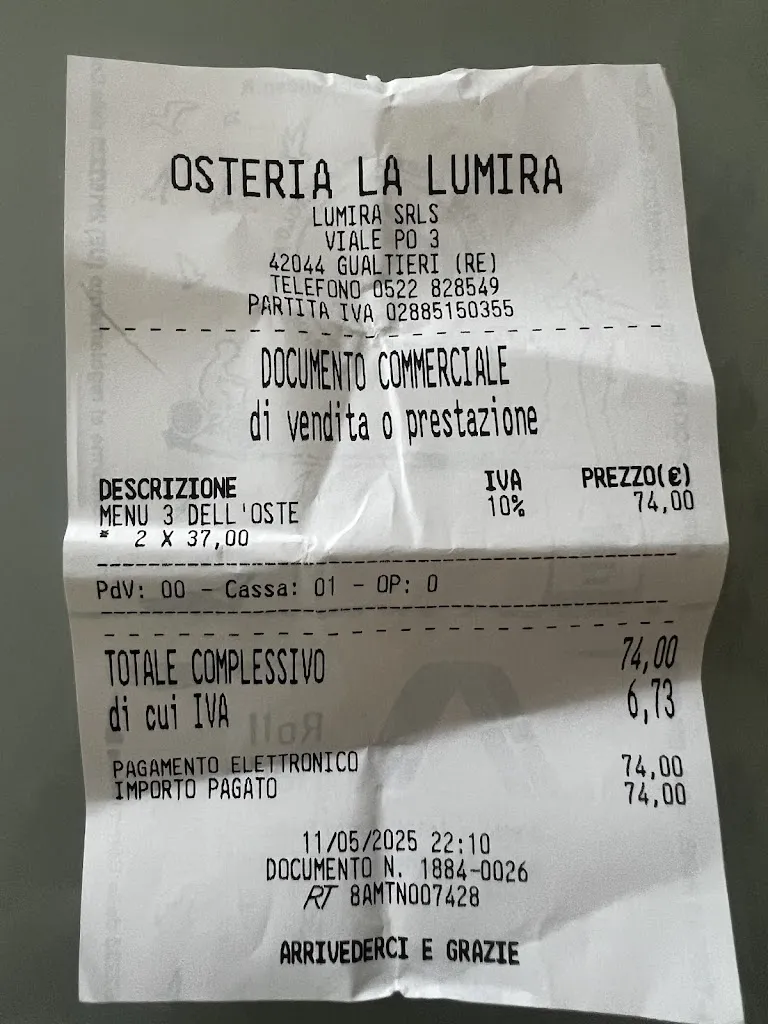 OSTERIA LA LUMIRA
LUMIRA SRLS
VIALE PO 3
42044 GUALTIERI (RE)
TELEFONO 0522 828549
PARTITA IVA 02885150355
DOCUMENTO COMMERCIALE
di vendita o prestazione
DESCRIZIONE IVA PREZZO(€)
MENU 3 DELL'OSTE 10% 74,00
* 2 X 37,00
PdV: 00 - Cassa: 01 - OP: 0
TOTALE COMPLESSIVO 74,00
di cui IVA 6,73
PAGAMENTO ELETTRONICO 74,00
IMPORTO PAGATO 74,00
11/05/2025 22:10
DOCUMENTO N. 1884-0026
RT 8AMTN007428
ARRIVEDERCI E GRAZIE
Roll